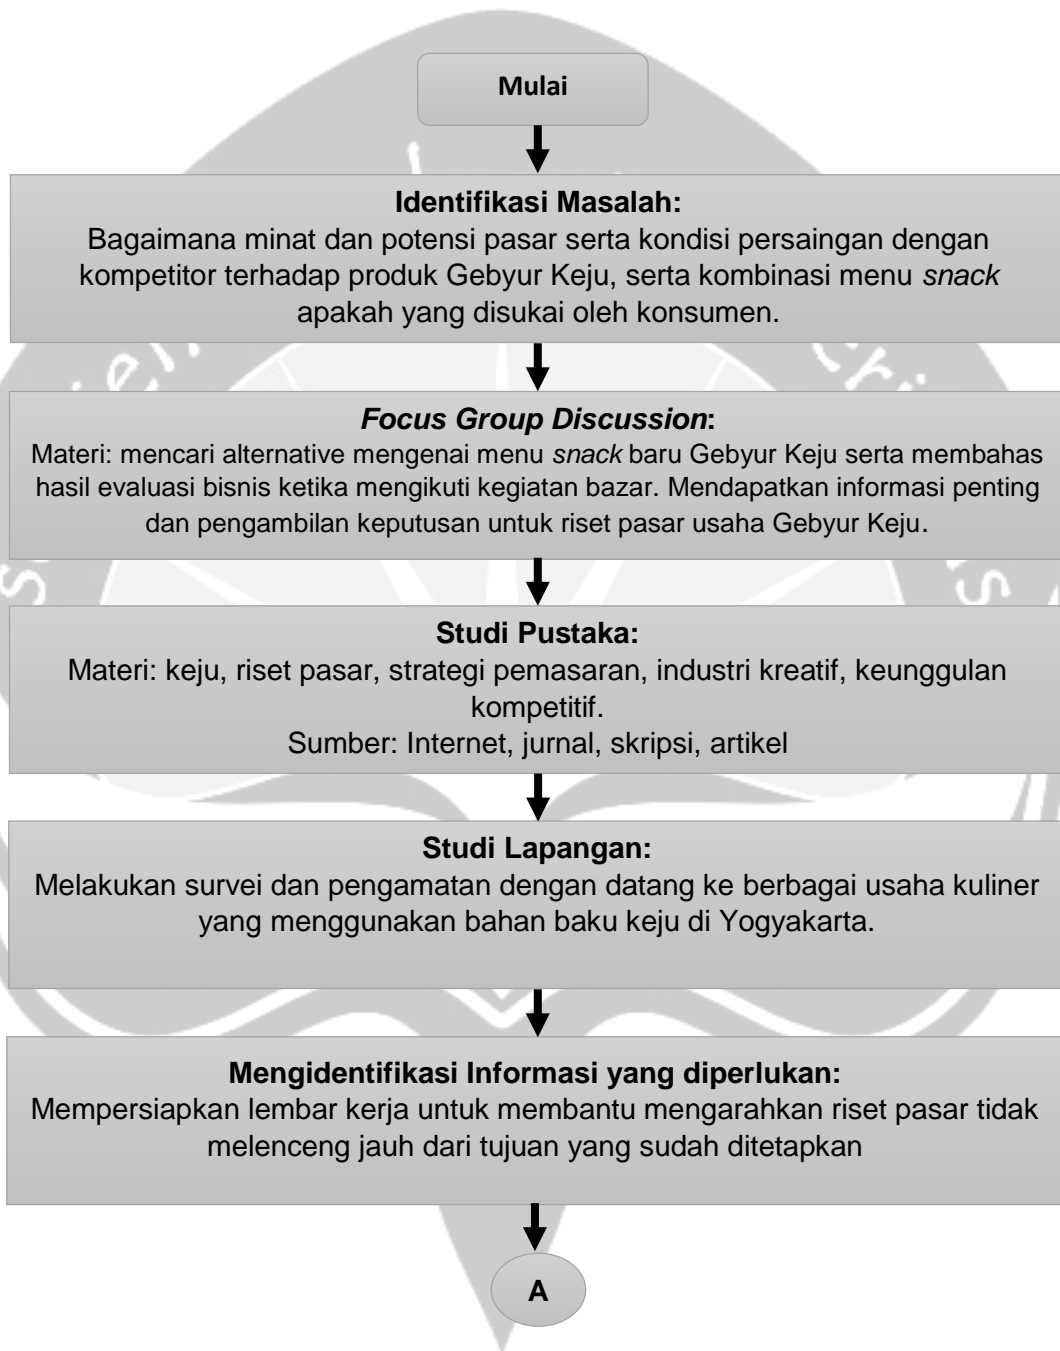 Mulai
Identifikasi Masalah:
Bagaimana minat dan potensi pasar serta kondisi persaingan dengan
kompetitor terhadap produk Gebyur Keju, serta kombinasi menu snack
apakah yang disukai oleh konsumen.
Focus Group Discussion:
Materi: mencari alternative mengenai menu snack baru Gebyur Keju serta membahas
hasil evaluasi bisnis ketika mengikuti kegiatan bazar. Mendapatkan informasi penting
dan pengambilan keputusan untuk riset pasar usaha Gebyur Keju.
Studi Pustaka:
Materi: keju, riset pasar, strategi pemasaran, industri kreatif, keunggulan
kompetitif.
Sumber: Internet, jurnal, skripsi, artikel
Studi Lapangan:
Melakukan survei dan pengamatan dengan datang ke berbagai usaha kuliner
yang menggunakan bahan baku keju di Yogyakarta.
Mengidentifikasi Informasi yang diperlukan:
Mempersiapkan lembar kerja untuk membantu mengarahkan riset pasar tidak
melenceng jauh dari tujuan yang sudah ditetapkan
A